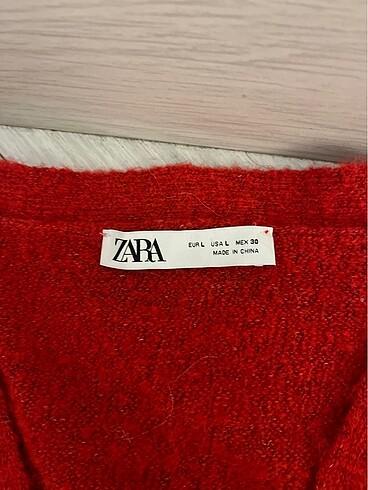 ZARA
EUR L USA L MEX 30
MADE IN CHINA